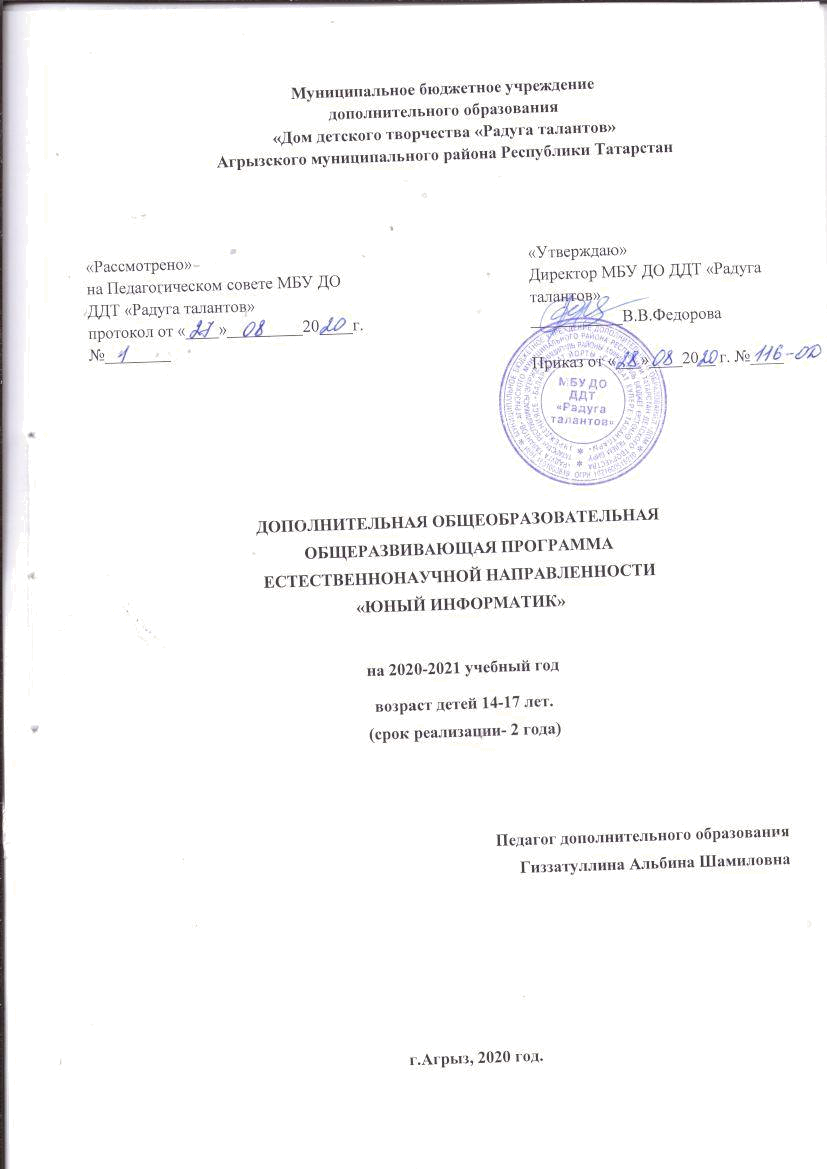 Муниципальное бюджетное учреждение
дополнительного образования
«Дом детского творчества «Радуга талантов»
Агрызского муниципального района Республики Татарстан
«Рассмотрено»
на Педагогическом совете МБУ ДО
ДДТ «Радуга талантов»
протокол от «27»  08  2020г.
№ 1
«Утверждаю»
Директор МБУ ДО ДДТ «Радуга
талантов»
В.В.Федорова
Приказ от «28»08 2020г. №116-ОД
МБУ ДО
ДДТ
«Радуга
талантов»
ДОПОЛНИТЕЛЬНАЯ ОБЩЕОБРАЗОВАТЕЛЬНАЯ
ОБЩЕРАЗВИВАЮЩАЯ ПРОГРАММА
ЕСТЕСТВЕННОНАУЧНОЙ НАПРАВЛЕННОСТИ
«ЮНЫЙ ИНФОРМАТИК»
на 2020-2021 учебный год
возраст детей 14-17 лет.
(срок реализации- 2 года)
Педагог дополнительного образования
Гиззатуллина Альбина Шамиловна
г.Агрыз, 2020 год.